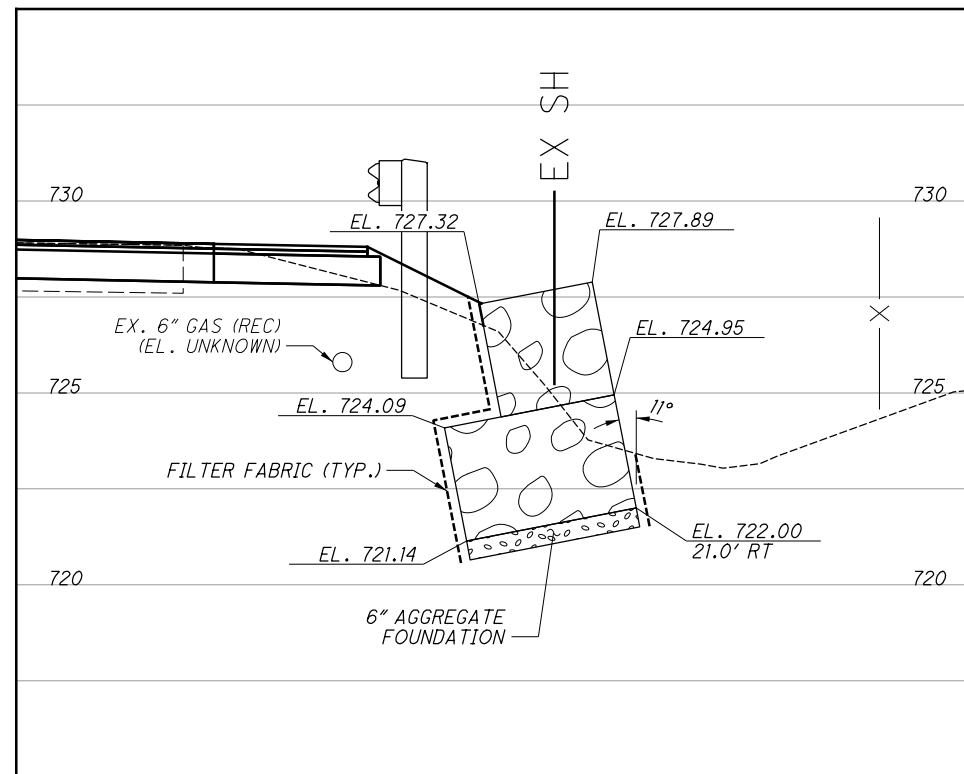 EX SH
730
730
EL. 727.32
EL. 727.89
EX. 6" GAS (REC)
(EL. UNKNOWN)
X
EL. 724.95
725
725
EL. 724.09
11°
FILTER FABRIC (TYP.)
EL. 721.14
EL. 722.00
21.0' RT
720
720
6" AGGREGATE
FOUNDATION